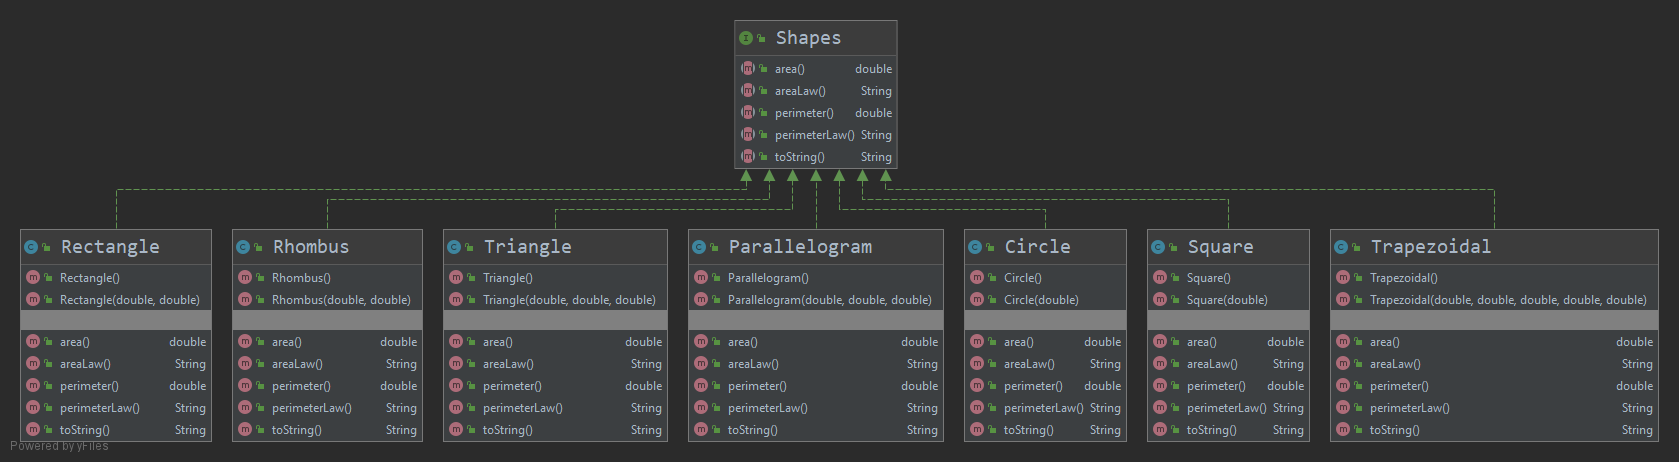 Shapes
area() double
areaLaw() String
perimeter() double
perimeterLaw() String
toString() String
Rectangle
Rectangle()
Rectangle(double, double)
area() double
areaLaw() String
perimeter() double
perimeterLaw() String
toString() String
Rhombus
Rhombus()
Rhombus(double, double)
area() double
areaLaw() String
perimeter() double
perimeterLaw() String
toString() String
Triangle
Triangle()
Triangle(double, double, double)
area() double
areaLaw() String
perimeter() double
perimeterLaw() String
toString() String
Parallelogram
Parallelogram()
Parallelogram(double, double, double)
area() double
areaLaw() String
perimeter() double
perimeterLaw() String
toString() String
Circle
Circle()
Circle(double)
area() double
areaLaw() String
perimeter() double
perimeterLaw() String
toString() String
Square
Square()
Square(double)
area() double
areaLaw() String
perimeter() double
perimeterLaw() String
toString() String
Trapezoidal
Trapezoidal()
Trapezoidal(double, double, double, double, double)
area() double
areaLaw() String
perimeter() double
perimeterLaw() String
toString() String
Powered by yFiles